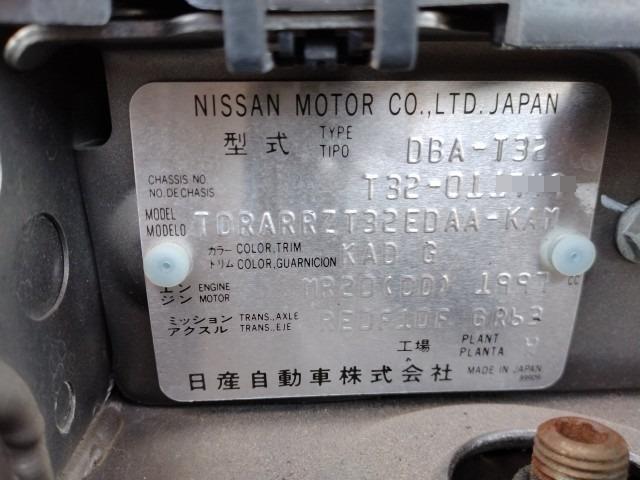 NISSAN MOTOR CO., LTD. JAPAN
型式 TYPE TIPO DBA-T32
CHASSIS NO. NO. DE CHASIS T32-011
MODEL MODELO TDRARRZT32EDAA-KAM
カラー COLOR, TRIM トリム COLOR, GUARNICION KAD G
エンジン ENGINE MOTOR MR20(DD) 1997 cc
ミッション TRANS., AXLE アクスル TRANS., EJE RE0F10F GR63
工場 PLANT PLANTA
日産自動車株式会社 MADE IN JAPAN